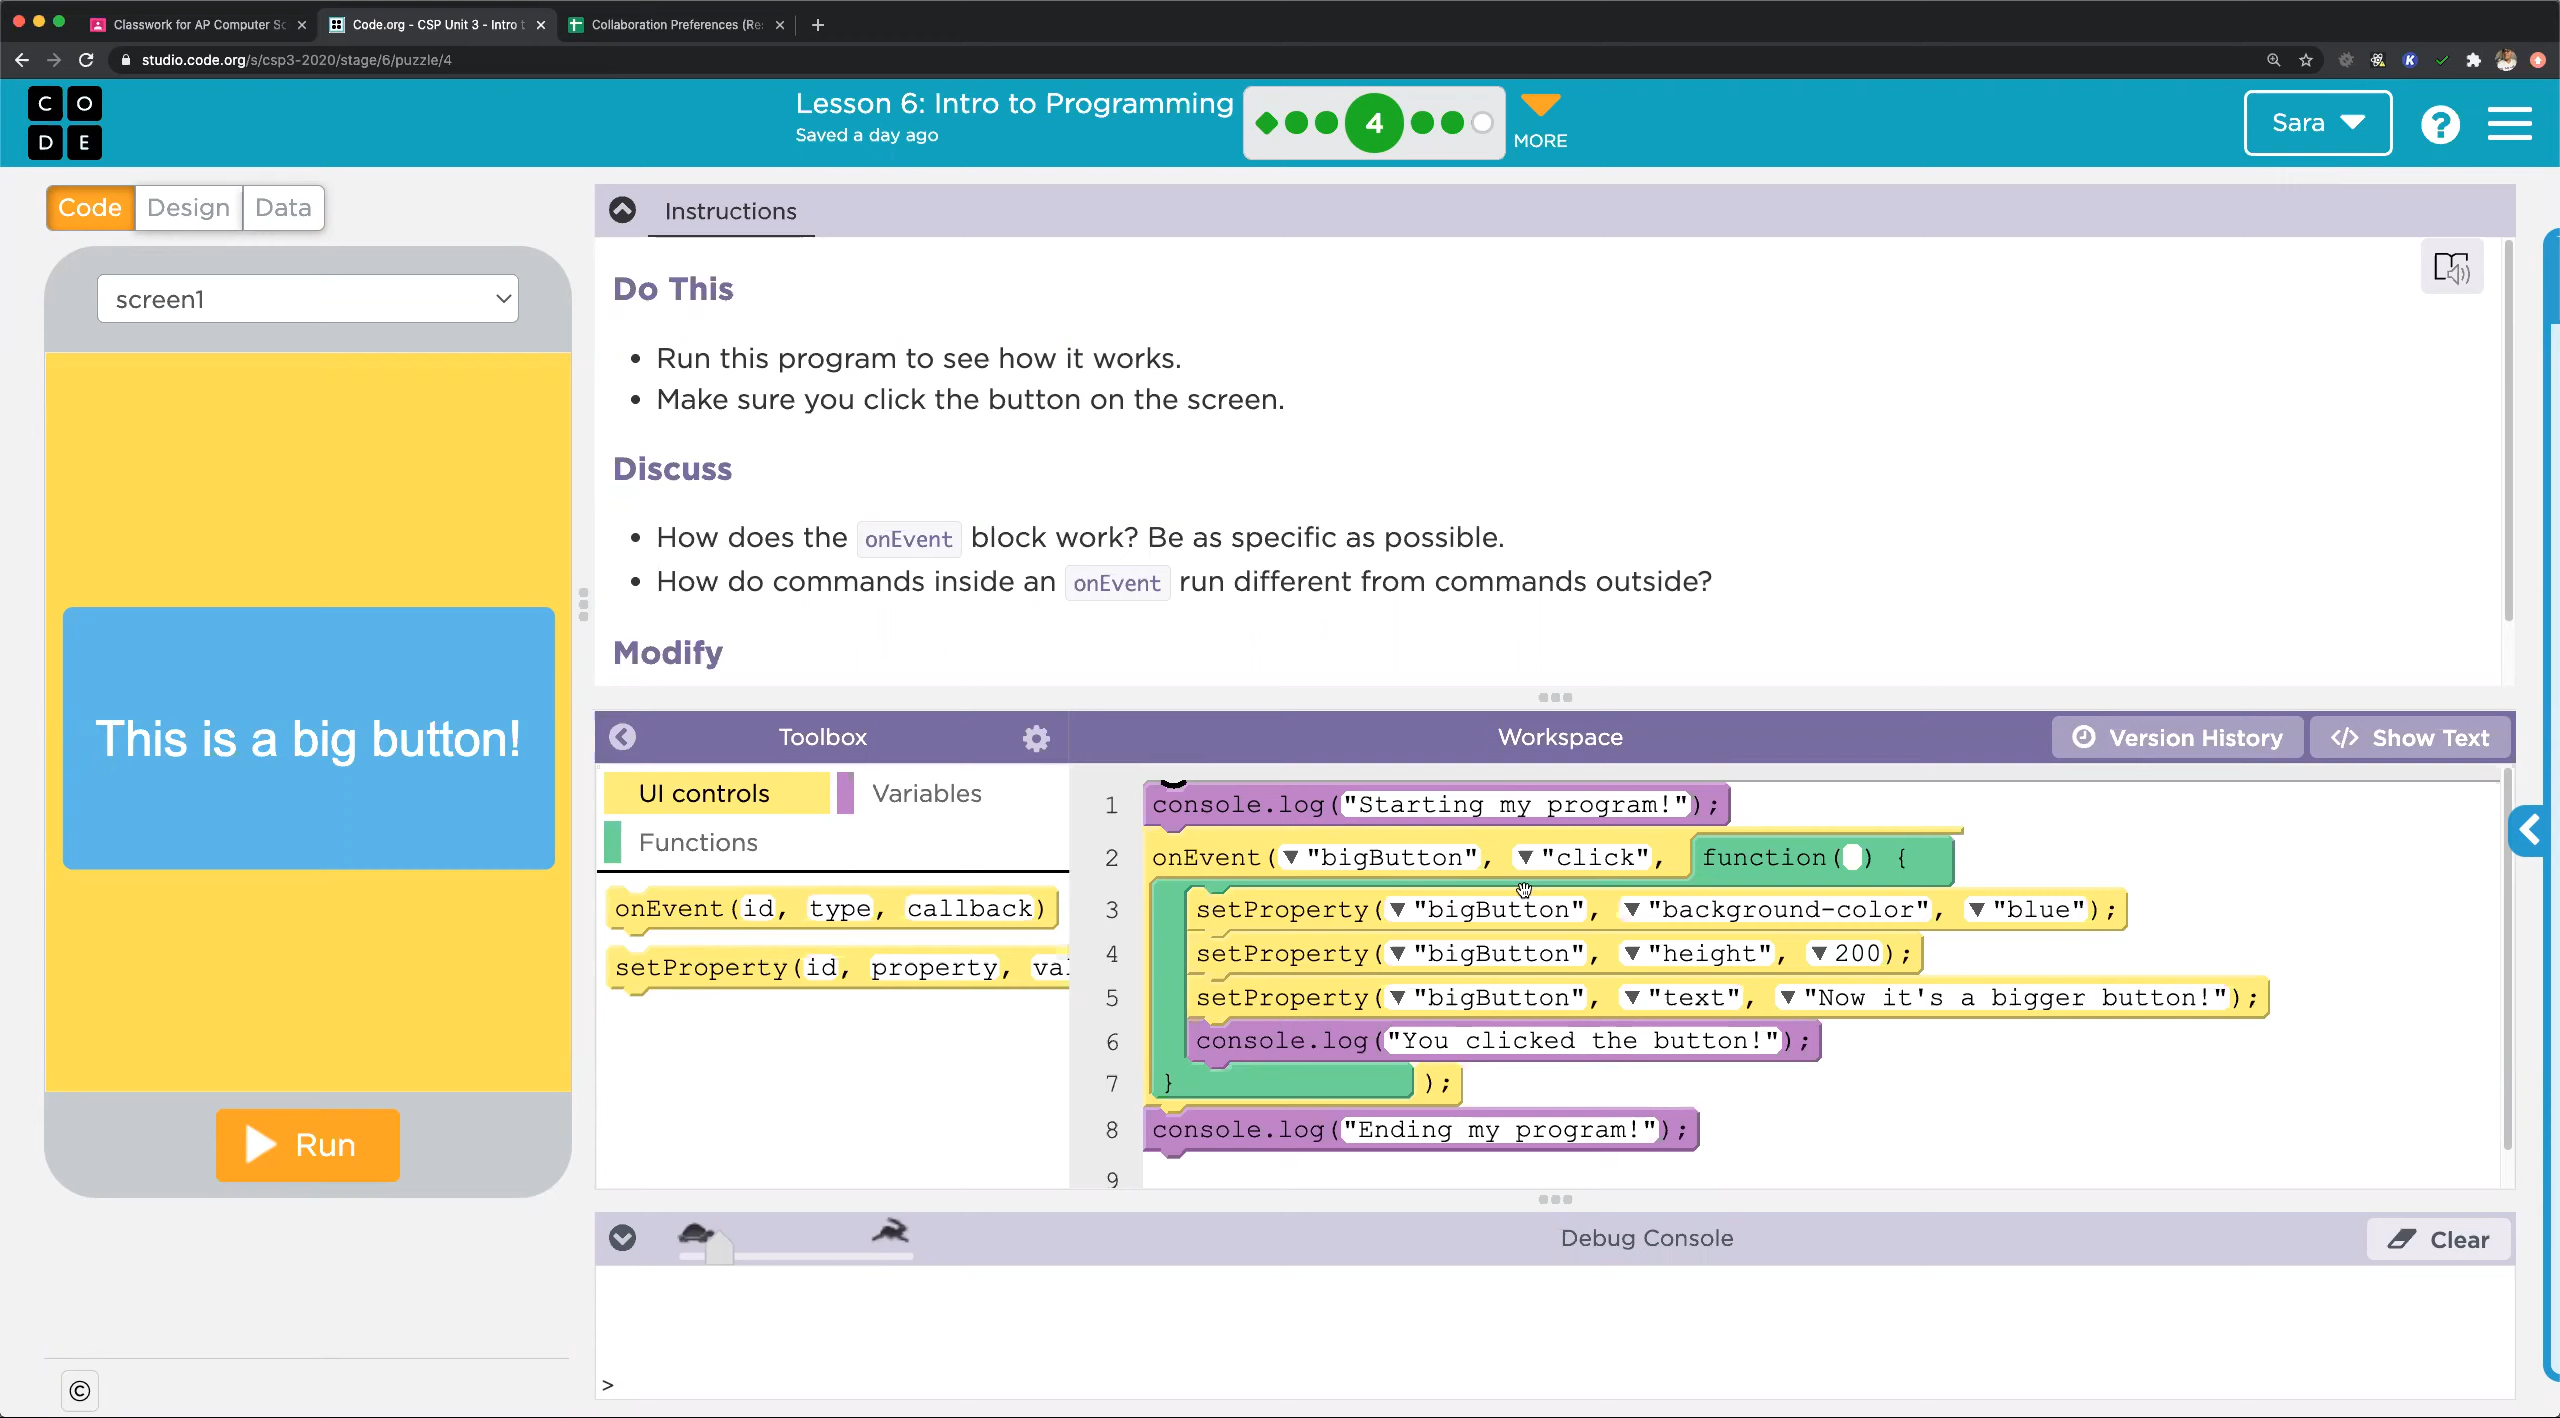 Classwork for AP Computer Sc
Code.org - CSP Unit 3 - Intro t
Collaboration Preferences (Re
studio.code.org/s/csp3-2020/stage/6/puzzle/4
K
C O
D E
Lesson 6: Intro to Programming
Saved a day ago
4
MORE
Sara
?
Code Design Data
screen1
This is a big button!
Run
©
Instructions
Do This
• Run this program to see how it works.
• Make sure you click the button on the screen.
Discuss
• How does the onEvent block work? Be as specific as possible.
• How do commands inside an onEvent run different from commands outside?
Modify
Toolbox
Workspace
Version History
</> Show Text
UI controls
Variables
Functions
onEvent(id, type, callback)
setProperty(id, property, val
1 console.log("Starting my program!");
2 onEvent(▼"bigButton", ▼"click", function( ) {
3 setProperty(▼"bigButton", ▼"background-color", ▼"blue");
4 setProperty(▼"bigButton", ▼"height", ▼200);
5 setProperty(▼"bigButton", ▼"text", ▼"Now it's a bigger button!");
6 console.log("You clicked the button!");
7 } );
8 console.log("Ending my program!");
9
Debug Console
Clear
>